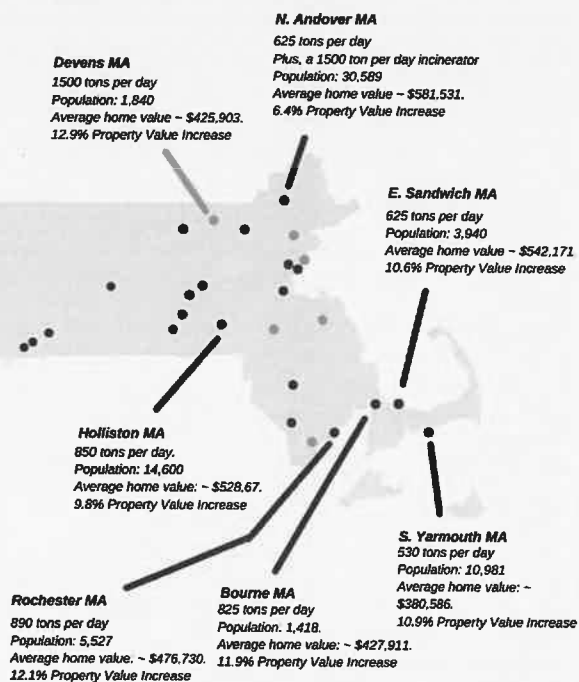 N. Andover MA
625 tons per day
Plus, a 1500 ton per day incinerator
Population: 30,589
Average home value ~ $581,531.
6.4% Property Value Increase
Devens MA
1500 tons per day
Population: 1,840
Average home value ~ $425,903.
12.9% Property Value Increase
E. Sandwich MA
625 tons per day
Population: 3,940
Average home value ~ $542,171
10.6% Property Value Increase
Holliston MA
850 tons per day.
Population: 14,600
Average home value: ~ $528,67.
9.8% Property Value Increase
S. Yarmouth MA
530 tons per day
Population: 10,981
Average home value: ~
$380,586.
10.9% Property Value Increase
Rochester MA
890 tons per day
Population: 5,527
Average home value. ~ $476,730.
12.1% Property Value Increase
Bourne MA
825 tons per day
Population. 1,418.
Average home value: ~ $427,911.
11.9% Property Value Increase